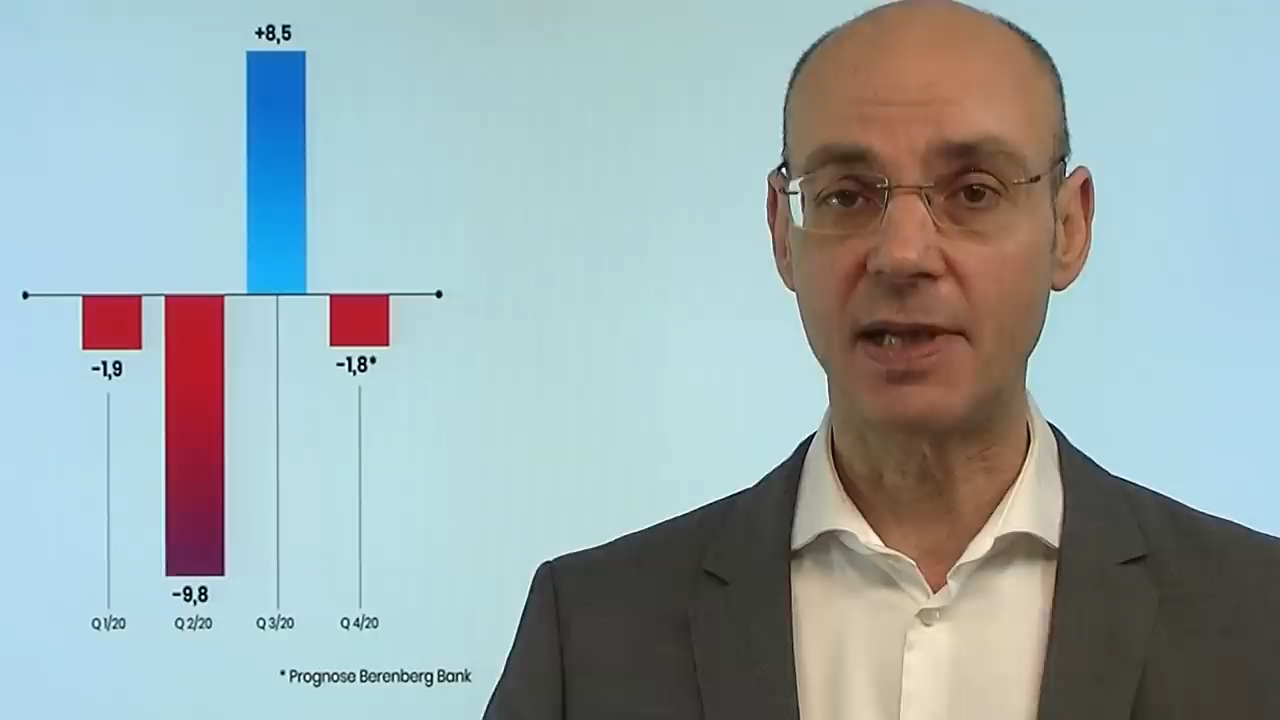 +8,5
-1,9
-1,8*
-9,8
Q 1/20 Q 2/20 Q 3/20 Q 4/20
* Prognose Berenberg Bank